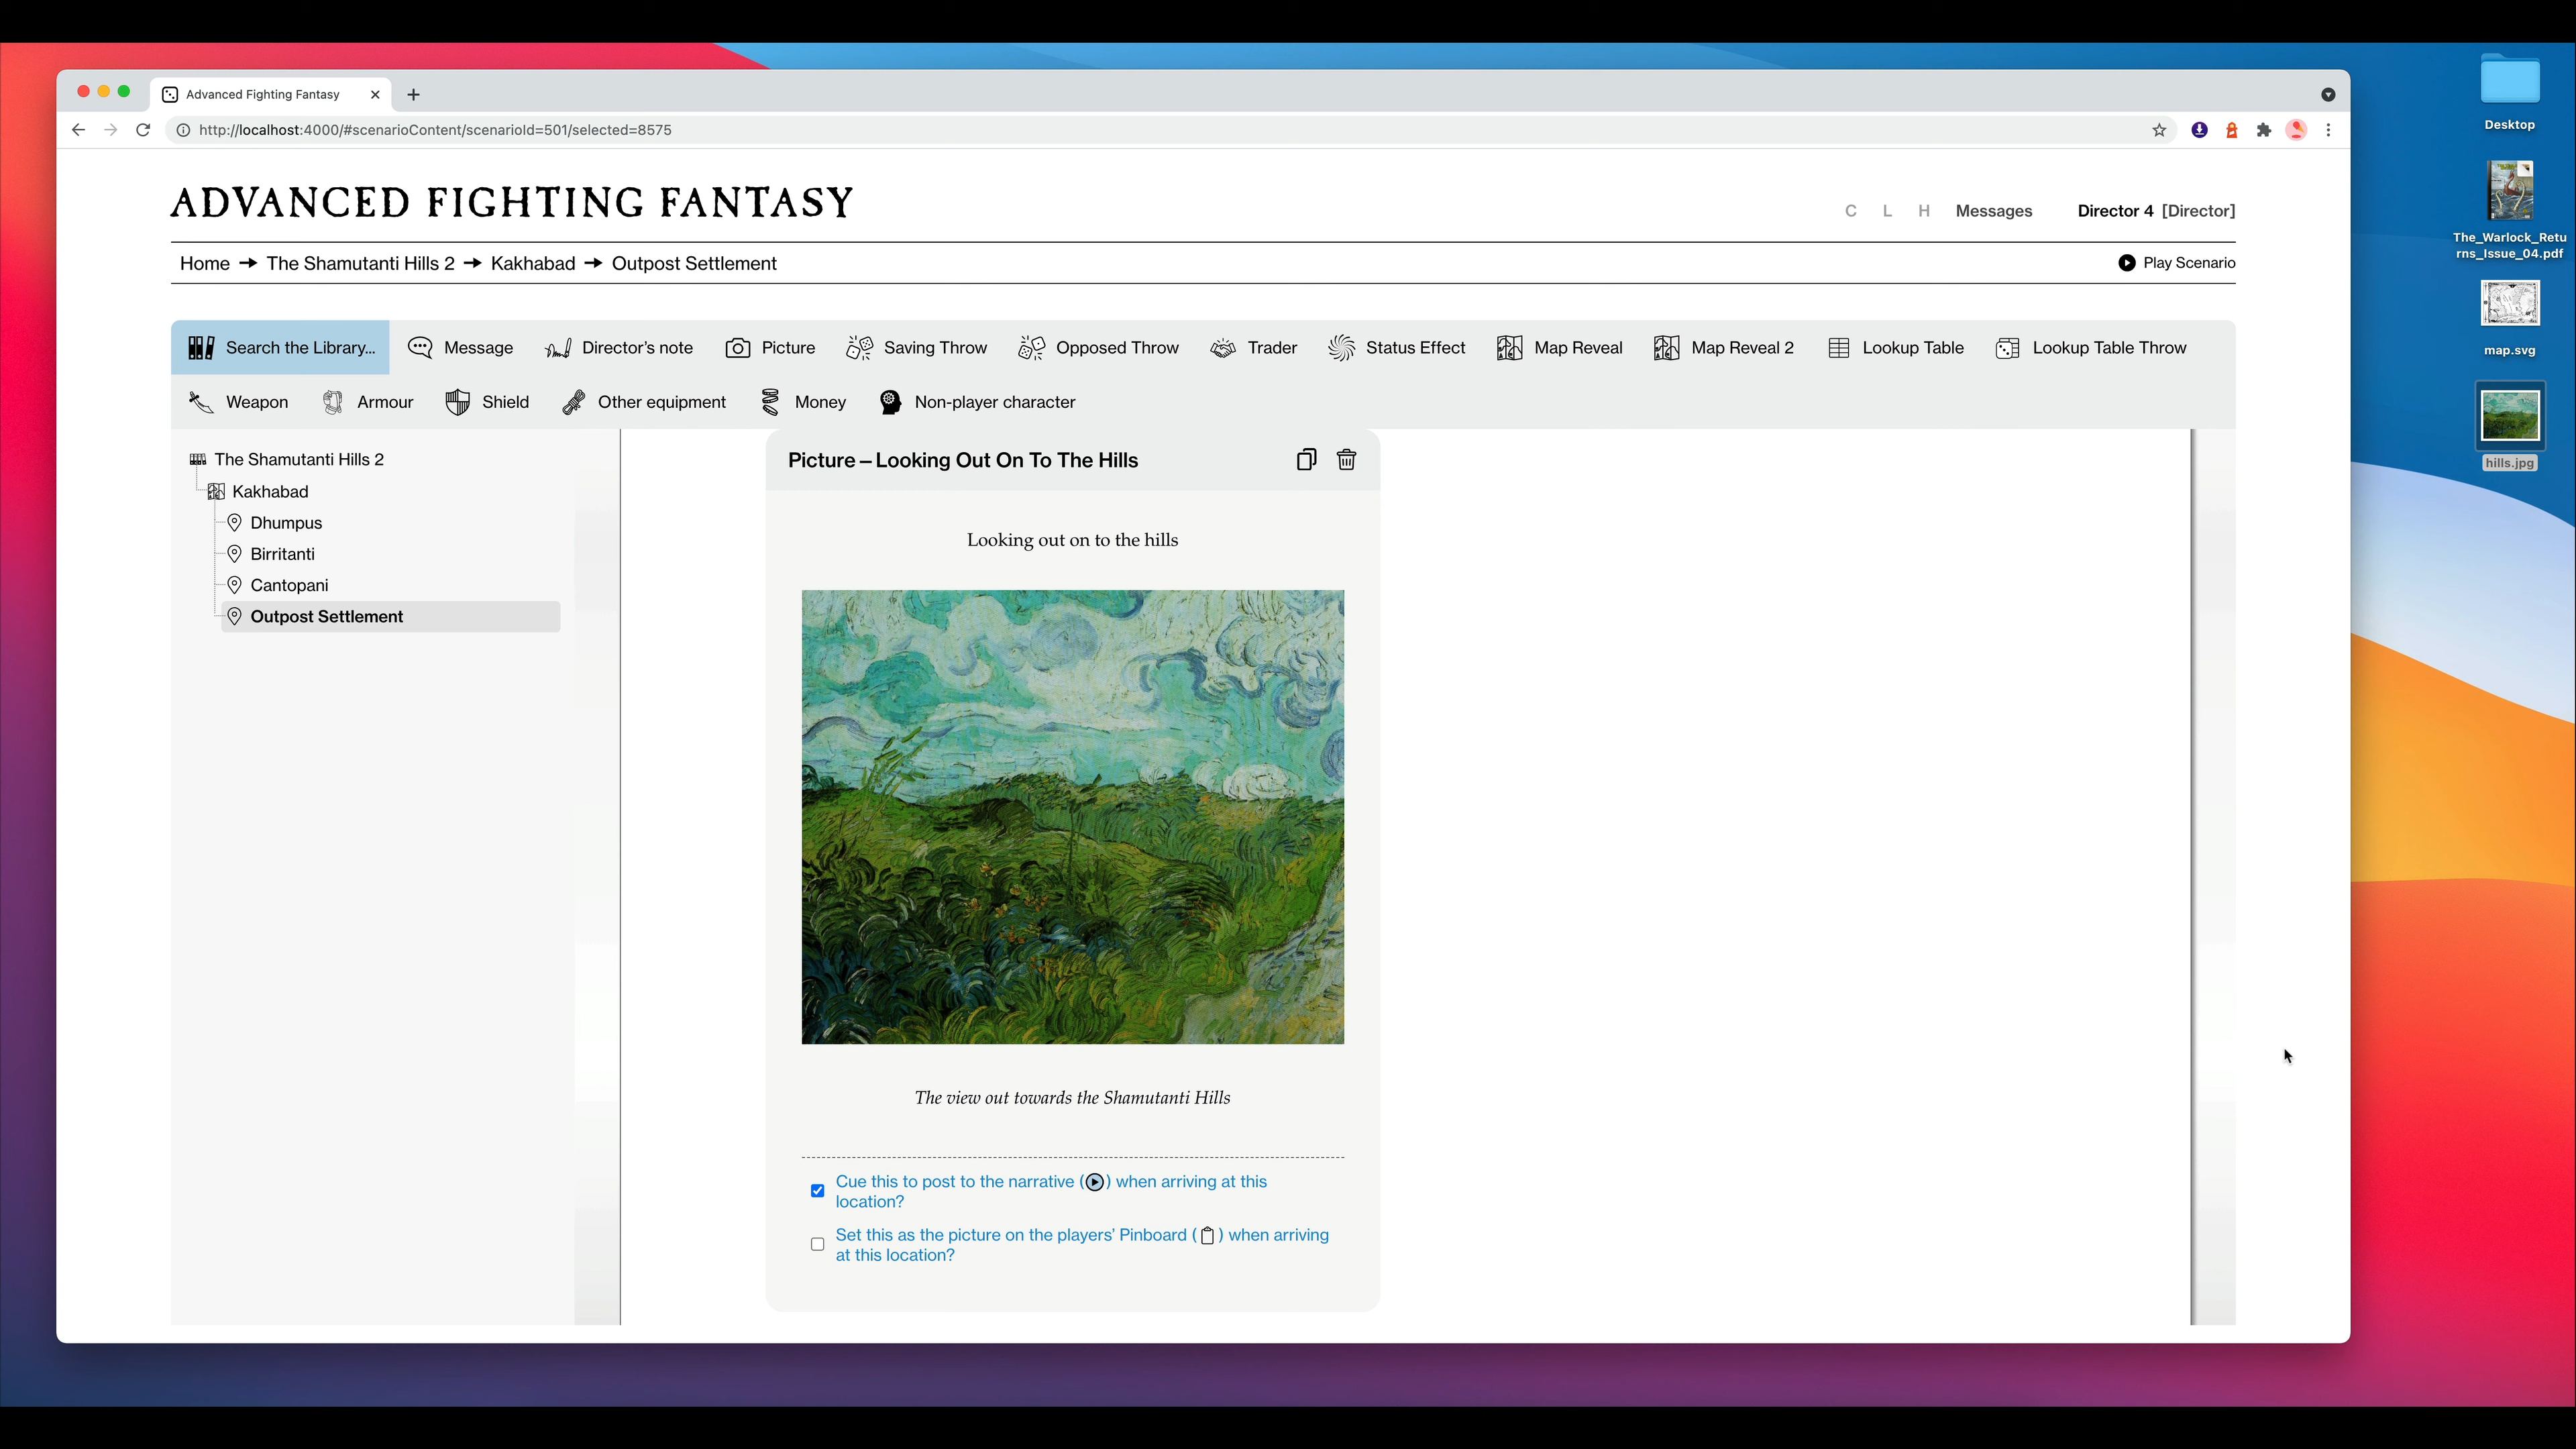 Advanced Fighting Fantasy
http://localhost:4000/#scenarioContent/scenarioId=501/selected=8575
Desktop
The_Warlock_Retu
rns_Issue_04.pdf
map.svg
hills.jpg
ADVANCED FIGHTING FANTASY
C L H Messages Director 4 [Director]
Home → The Shamutanti Hills 2 → Kakhabad → Outpost Settlement
Play Scenario
Search the Library... Message Director's note Picture Saving Throw Opposed Throw Trader Status Effect Map Reveal Map Reveal 2 Lookup Table Lookup Table Throw
Weapon Armour Shield Other equipment Money Non-player character
The Shamutanti Hills 2
Kakhabad
Dhumpus
Birritanti
Cantopani
Outpost Settlement
Picture – Looking Out On To The Hills
Looking out on to the hills
The view out towards the Shamutanti Hills
Cue this to post to the narrative ( ) when arriving at this
location?
Set this as the picture on the players' Pinboard ( ) when arriving
at this location?